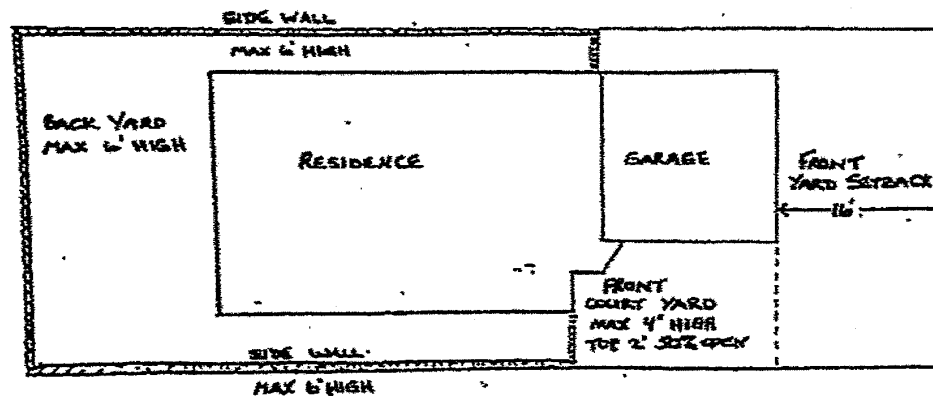 SIDE WALL
MAX 6' HIGH
BACK YARD
MAX 6' HIGH
RESIDENCE
GARAGE
FRONT
YARD SETBACK
16'
FRONT
COURT YARD
MAX 4' HIGH
TOP 2' 50% OPEN
SIDE WALL
MAX 6' HIGH